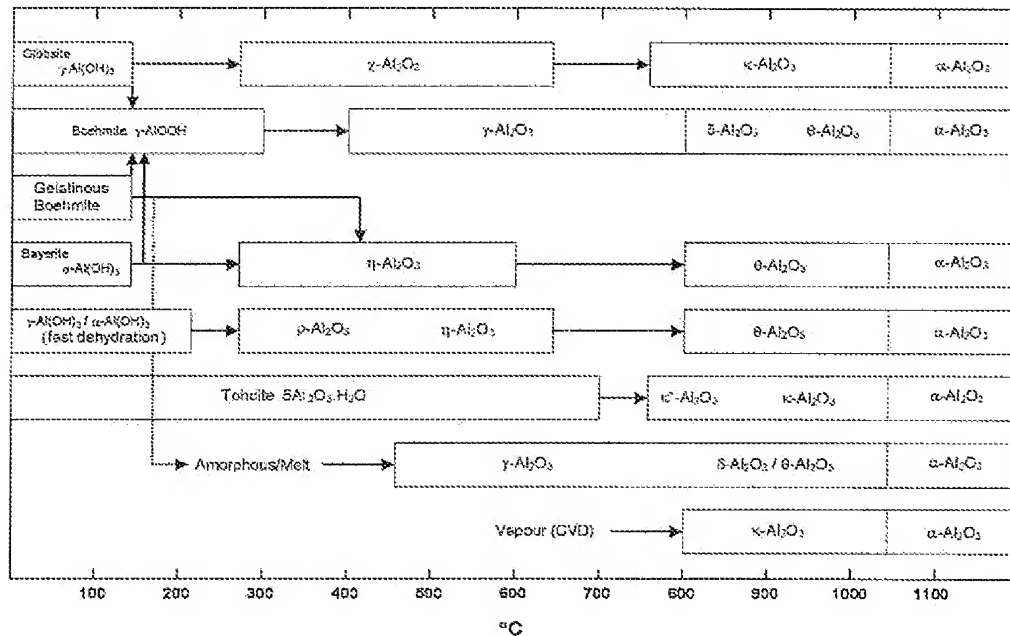 Gibbsite
γ-Al(OH)₃
χ-Al₂O₃
κ-Al₂O₃
α-Al₂O₃
Boehmite γ-AlOOH
γ-Al₂O₃
δ-Al₂O₃
θ-Al₂O₃
α-Al₂O₃
Gelatinous
Boehmite
Bayerite
α-Al(OH)₃
η-Al₂O₃
θ-Al₂O₃
α-Al₂O₃
γ-Al(OH)₃ / α-Al(OH)₃
(fast dehydration)
ρ-Al₂O₃
η-Al₂O₃
θ-Al₂O₃
α-Al₂O₃
Tohdite 5Al₂O₃.H₂O
κ'-Al₂O₃
κ-Al₂O₃
α-Al₂O₃
Amorphous/Melt
γ-Al₂O₃
δ-Al₂O₃ / θ-Al₂O₃
α-Al₂O₃
Vapour (CVD)
κ-Al₂O₃
α-Al₂O₃
100 200 300 400 500 600 700 800 900 1000 1100
°C